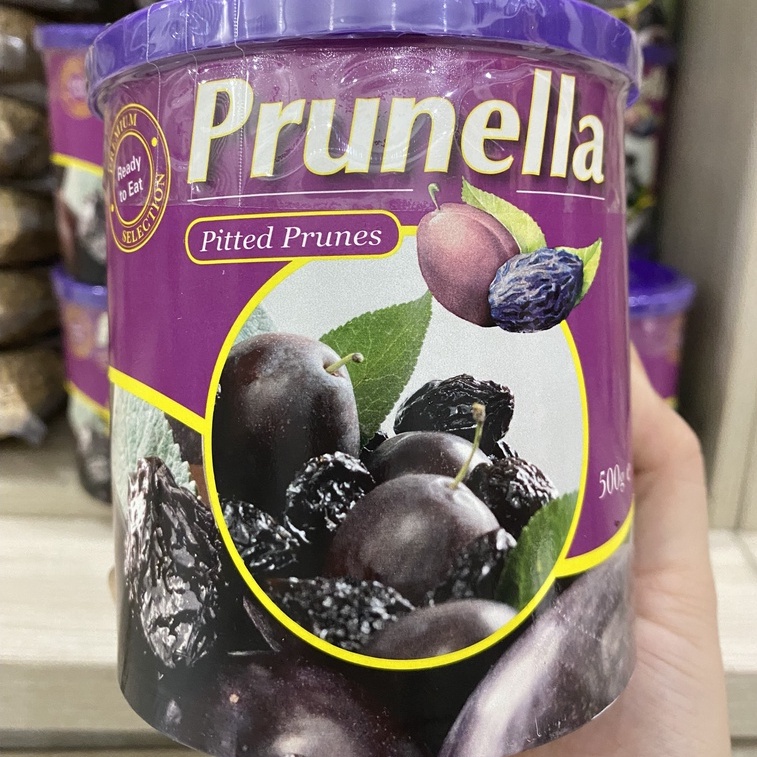 Prunella
PREMIUM
Ready
to Eat
SELECTION
Pitted Prunes
500g e